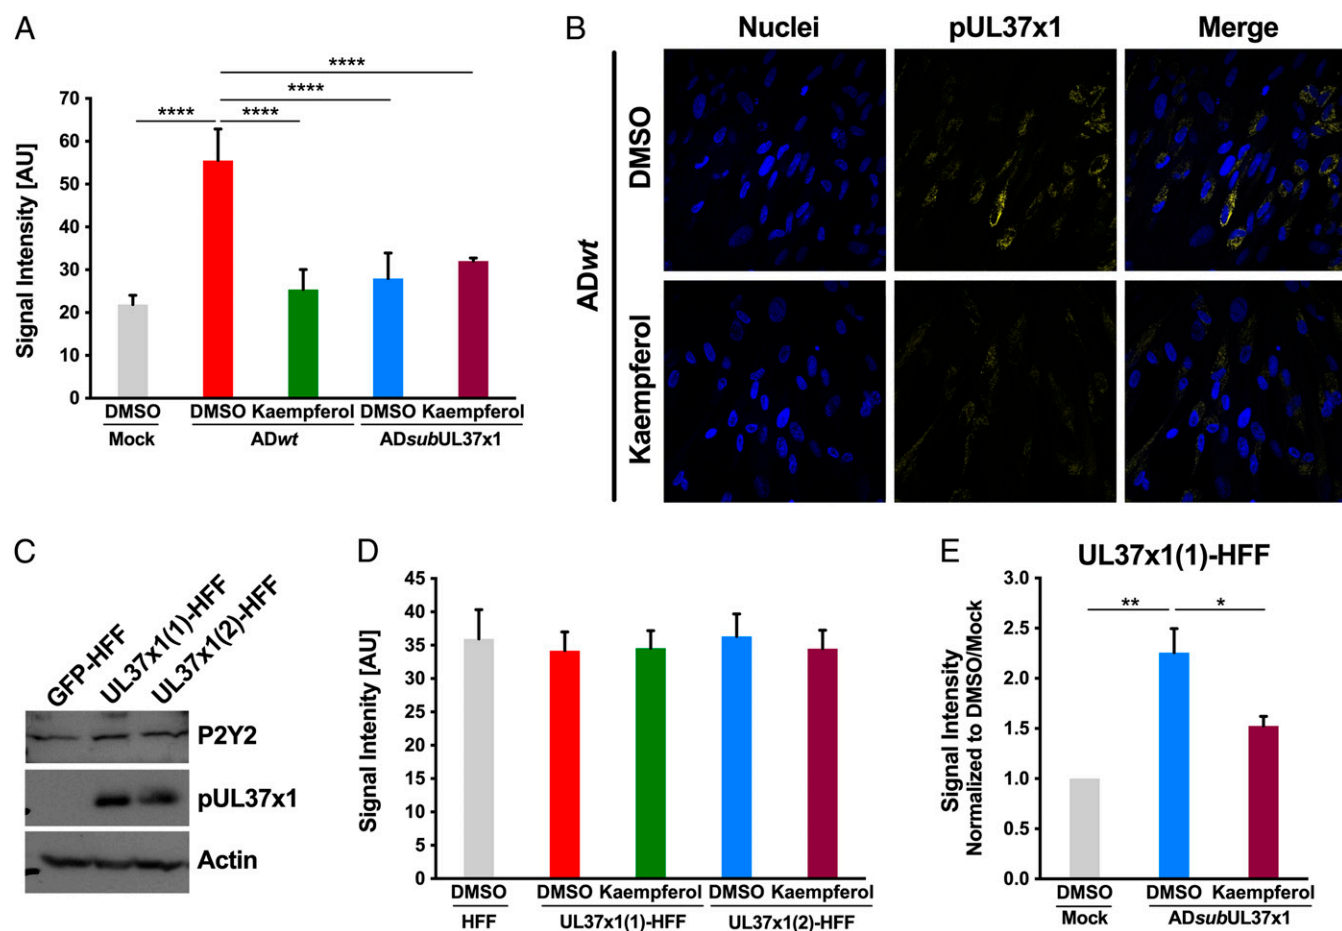 A
****
****
**** ****
Signal Intensity [AU]
70
60
50
40
30
20
10
0
DMSO DMSO Kaempferol DMSO Kaempferol
Mock ADwt ADsubUL37x1
B
Nuclei pUL37x1 Merge
ADwt
DMSO
Kaempferol
C
GFP-HFF
UL37x1(1)-HFF
UL37x1(2)-HFF
P2Y2
pUL37x1
Actin
D
Signal Intenity [AU]
45
40
35
30
25
20
15
10
5
0
DMSO DMSO Kaempferol DMSO Kaempferol
HFF UL37x1(1)-HFF UL37x1(2)-HFF
E
UL37x1(1)-HFF
** *
Signal Intensity
Normalized to DMSO/Mock
3.0
2.5
2.0
1.5
1.0
0.5
0.0
DMSO DMSO Kaempferol
Mock ADsubUL37x1